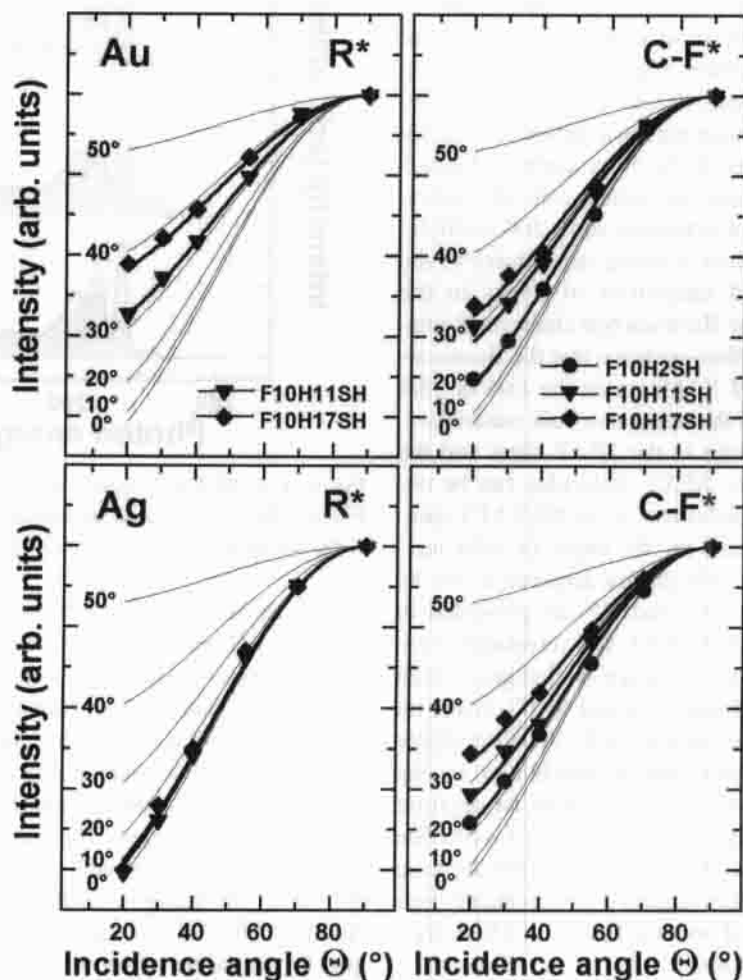 Au R*
C-F*
Intensity (arb. units)
50°
40°
30°
20°
10°
0°
F10H11SH
F10H17SH
50°
40°
30°
20°
10°
0°
F10H2SH
F10H11SH
F10H17SH
Ag R*
C-F*
Intensity (arb. units)
50°
40°
30°
20°
10°
0°
50°
40°
30°
20°
10°
0°
20 40 60 80
20 40 60 80
Incidence angle Θ (°)
Incidence angle Θ (°)